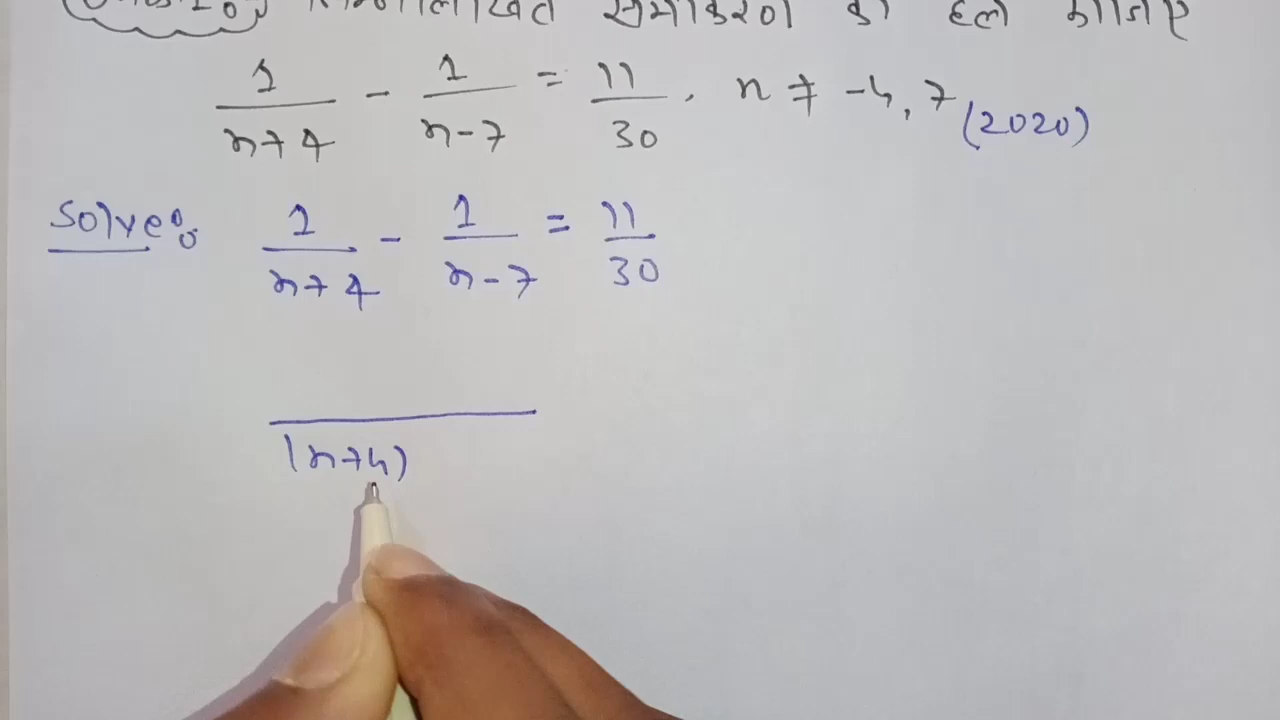 समीकरण को हल कीजिए
1/(x+4) - 1/(x-7) = 11/30, x ≠ -4, 7 (2020)
Solve: 1/(x+4) - 1/(x-7) = 11/30
(x+4)